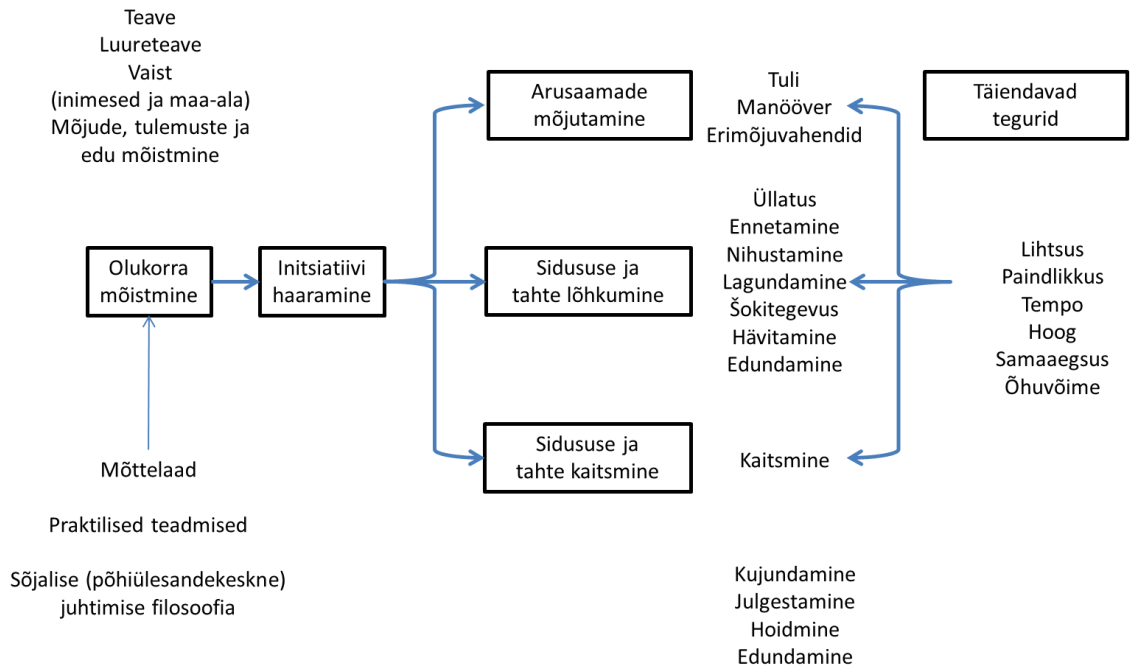 Teave
Luureteave
Vaist
(inimesed ja maa-ala)
Mõjude, tulemuste ja
edu mõistmine
Olukorra
mõistmine
Mõttelaad
Praktilised teadmised
Sõjalise (põhiülesandekeskne)
juhtimise filosoofia
Initsiatiivi
haaramine
Arusaamade
mõjutamine
Sidususe ja
tahte lõhkumine
Sidususe ja
tahte kaitsmine
Tuli
Manööver
Erimõjuvahendid
Üllatus
Ennetamine
Nihustamine
Lagundamine
Šokitegevus
Hävitamine
Edundamine
Kaitsmine
Kujundamine
Julgestamine
Hoidmine
Edundamine
Täiendavad
tegurid
Lihtsus
Paindlikkus
Tempo
Hoog
Samaaegsus
Õhuvõime